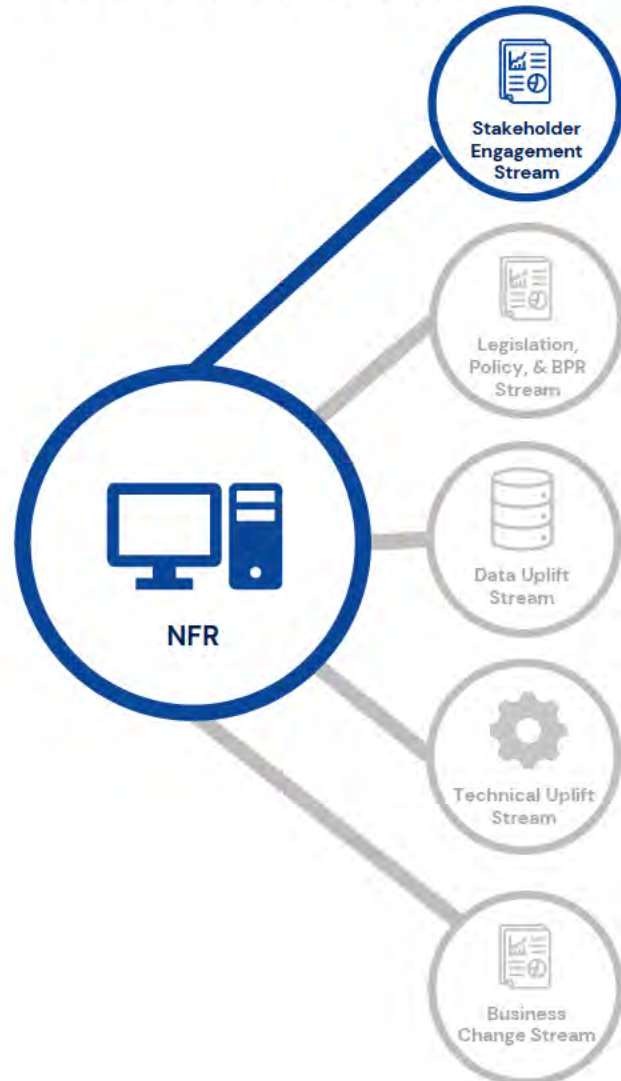 Stakeholder
Engagement
Stream
Legislation,
Policy, & BPR
Stream
NFR
Data Uplift
Stream
Technical Uplift
Stream
Business
Change Stream